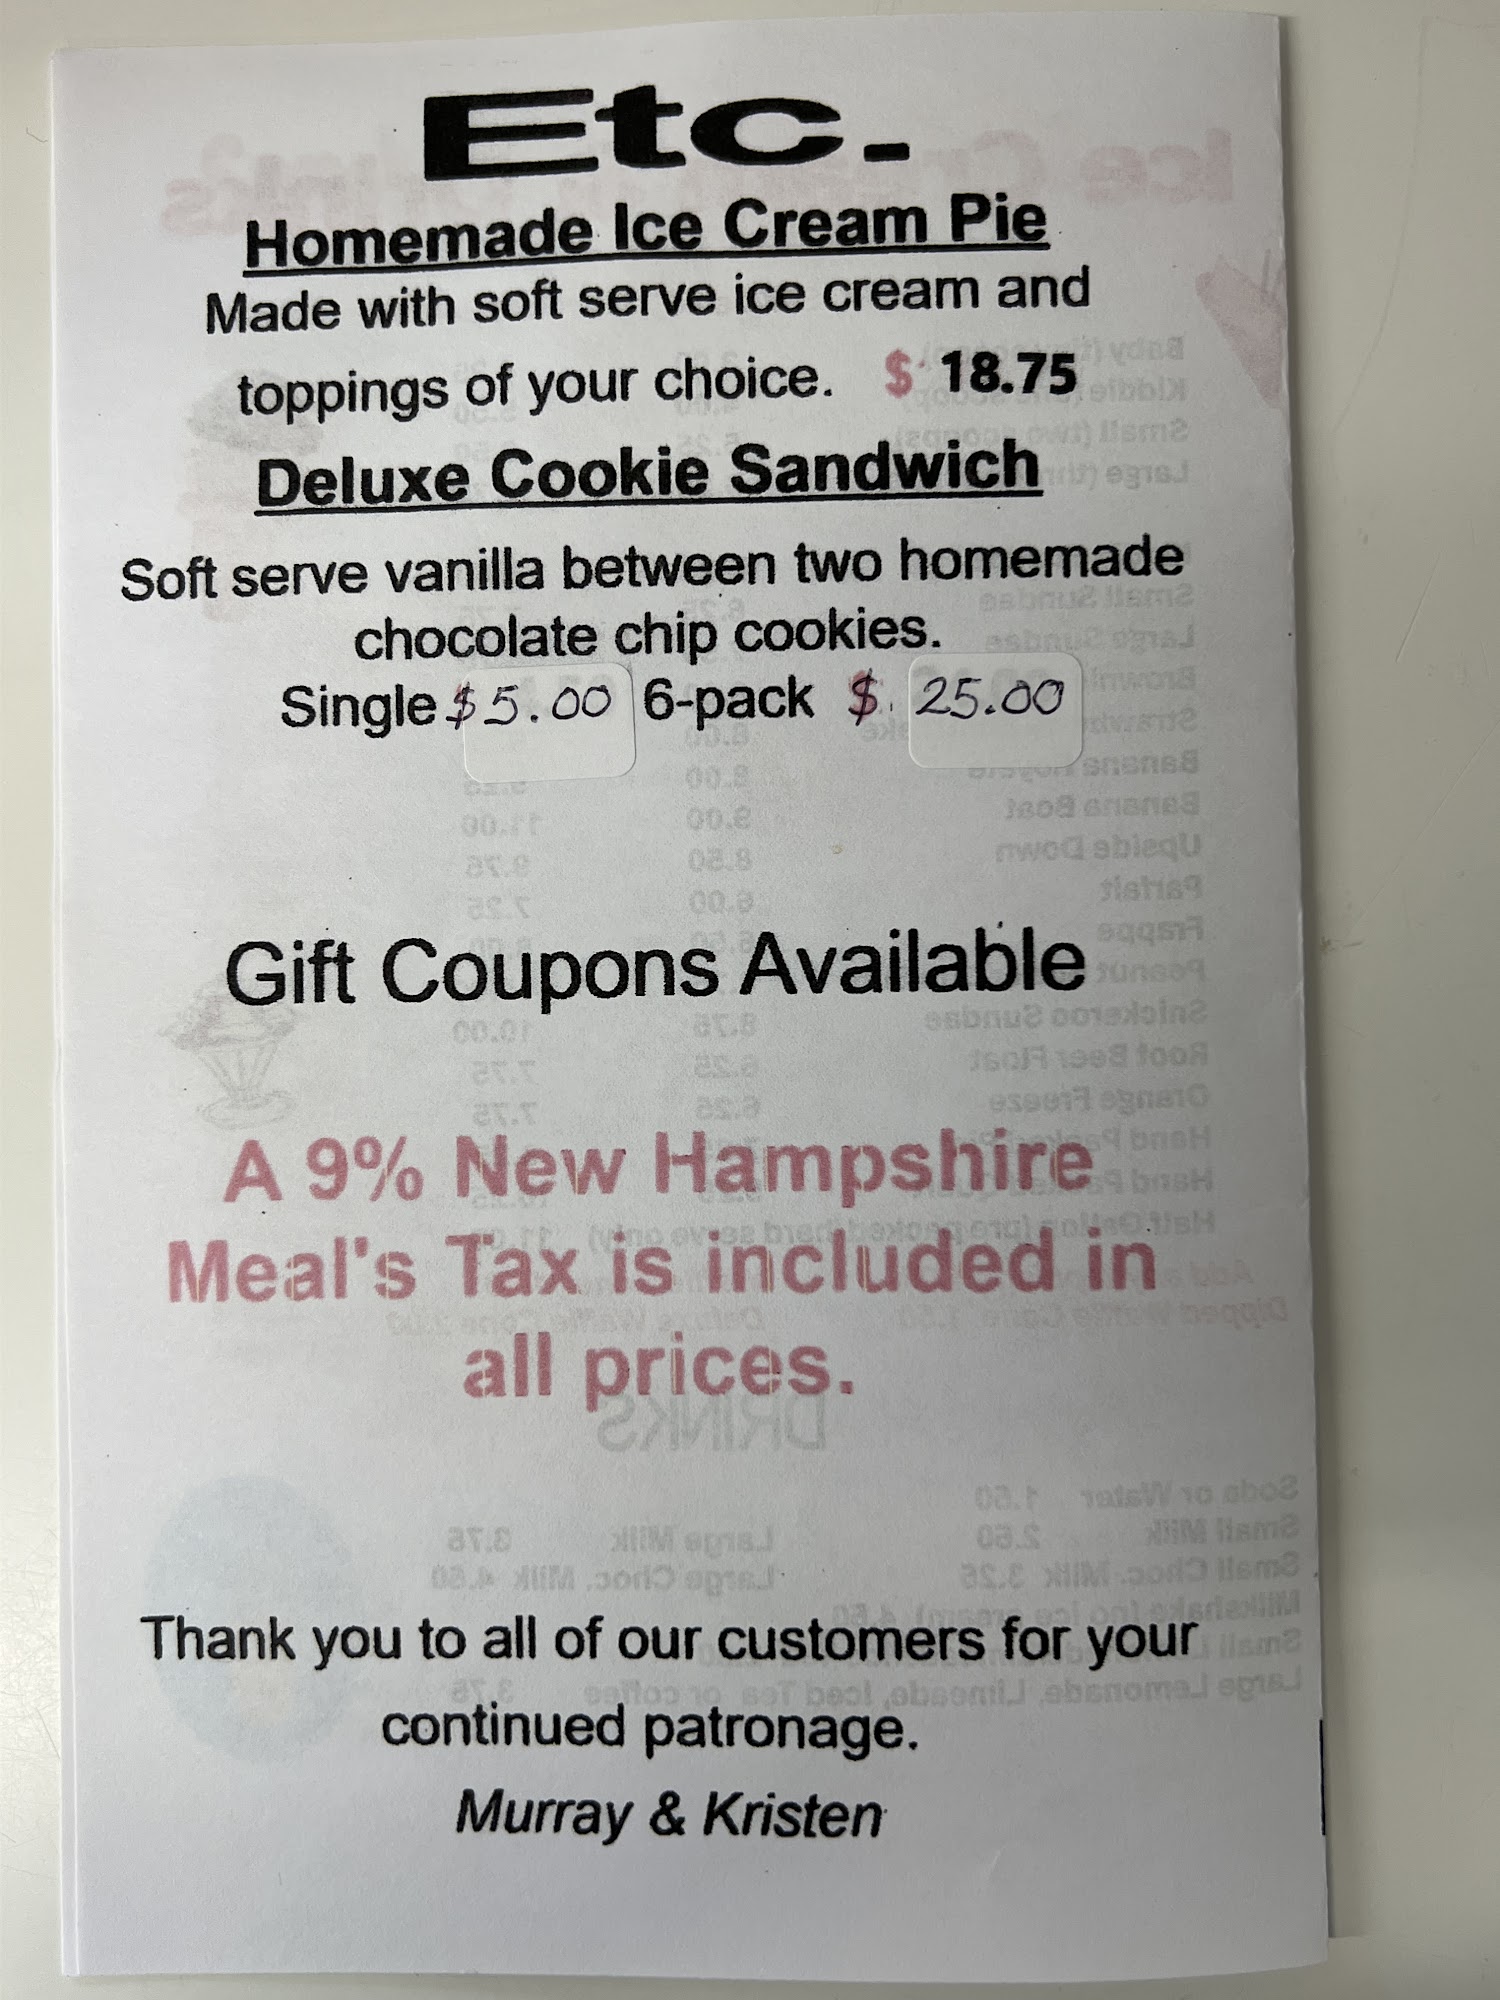 Etc.
Homemade Ice Cream Pie
Made with soft serve ice cream and
toppings of your choice. $ 18.75
Deluxe Cookie Sandwich
Soft serve vanilla between two homemade
chocolate chip cookies.
Single $5.00 6-pack $ 25.00
Gift Coupons Available
A 9% New Hampshire
Meal's Tax is included in
all prices.
Thank you to all of our customers for your
continued patronage.
Murray & Kristen